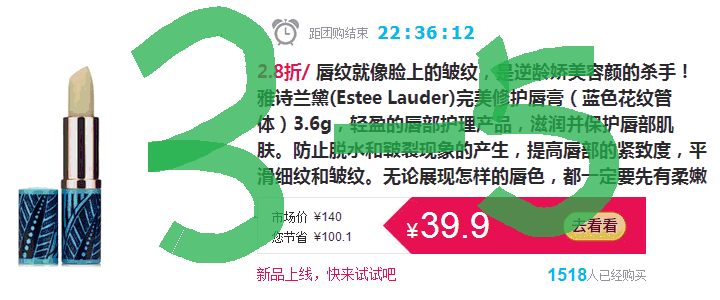 距团购结束 22:36:12
2.8折/ 唇纹就像脸上的皱纹，是逆龄娇美容颜的杀手！
雅诗兰黛(Estee Lauder)完美修护唇膏（蓝色花纹管
体）3.6g，轻盈的唇部护理产品，滋润并保护唇部肌
肤。防止脱水和皲裂现象的产生，提高唇部的紧致度，平
滑细纹和皱纹。无论展现怎样的唇色，都一定要先有柔嫩
3-5
市场价 ¥140
您节省 ¥100.1
¥39.9
去看看
新品上线，快来试试吧
1518人已经购买